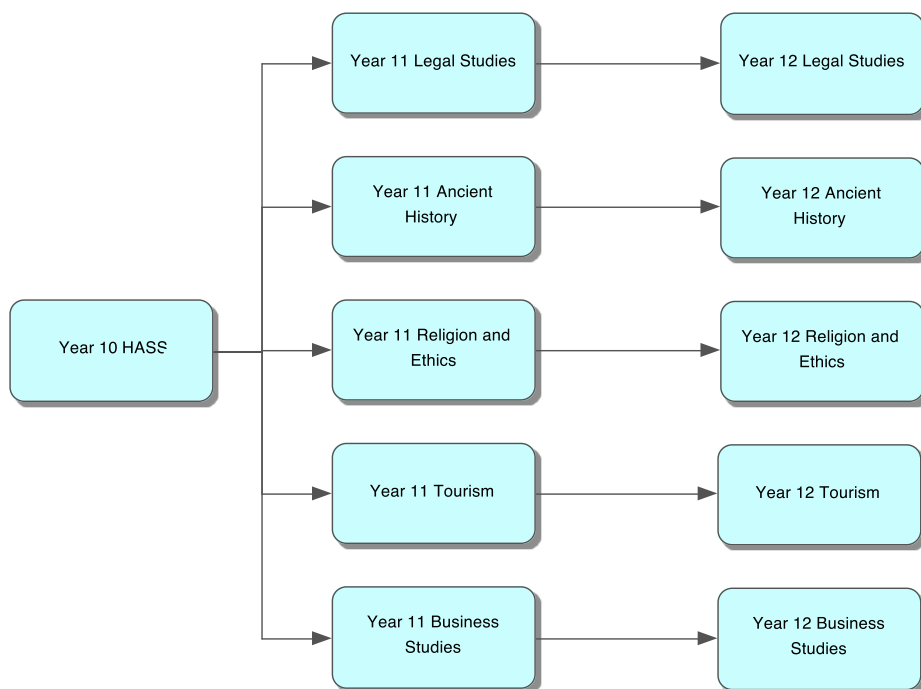 Year 11 Legal Studies
Year 12 Legal Studies
Year 11 Ancient
History
Year 12 Ancient
History
Year 10 HASS
Year 11 Religion and
Ethics
Year 12 Religion and
Ethics
Year 11 Tourism
Year 12 Tourism
Year 11 Business
Studies
Year 12 Business
Studies